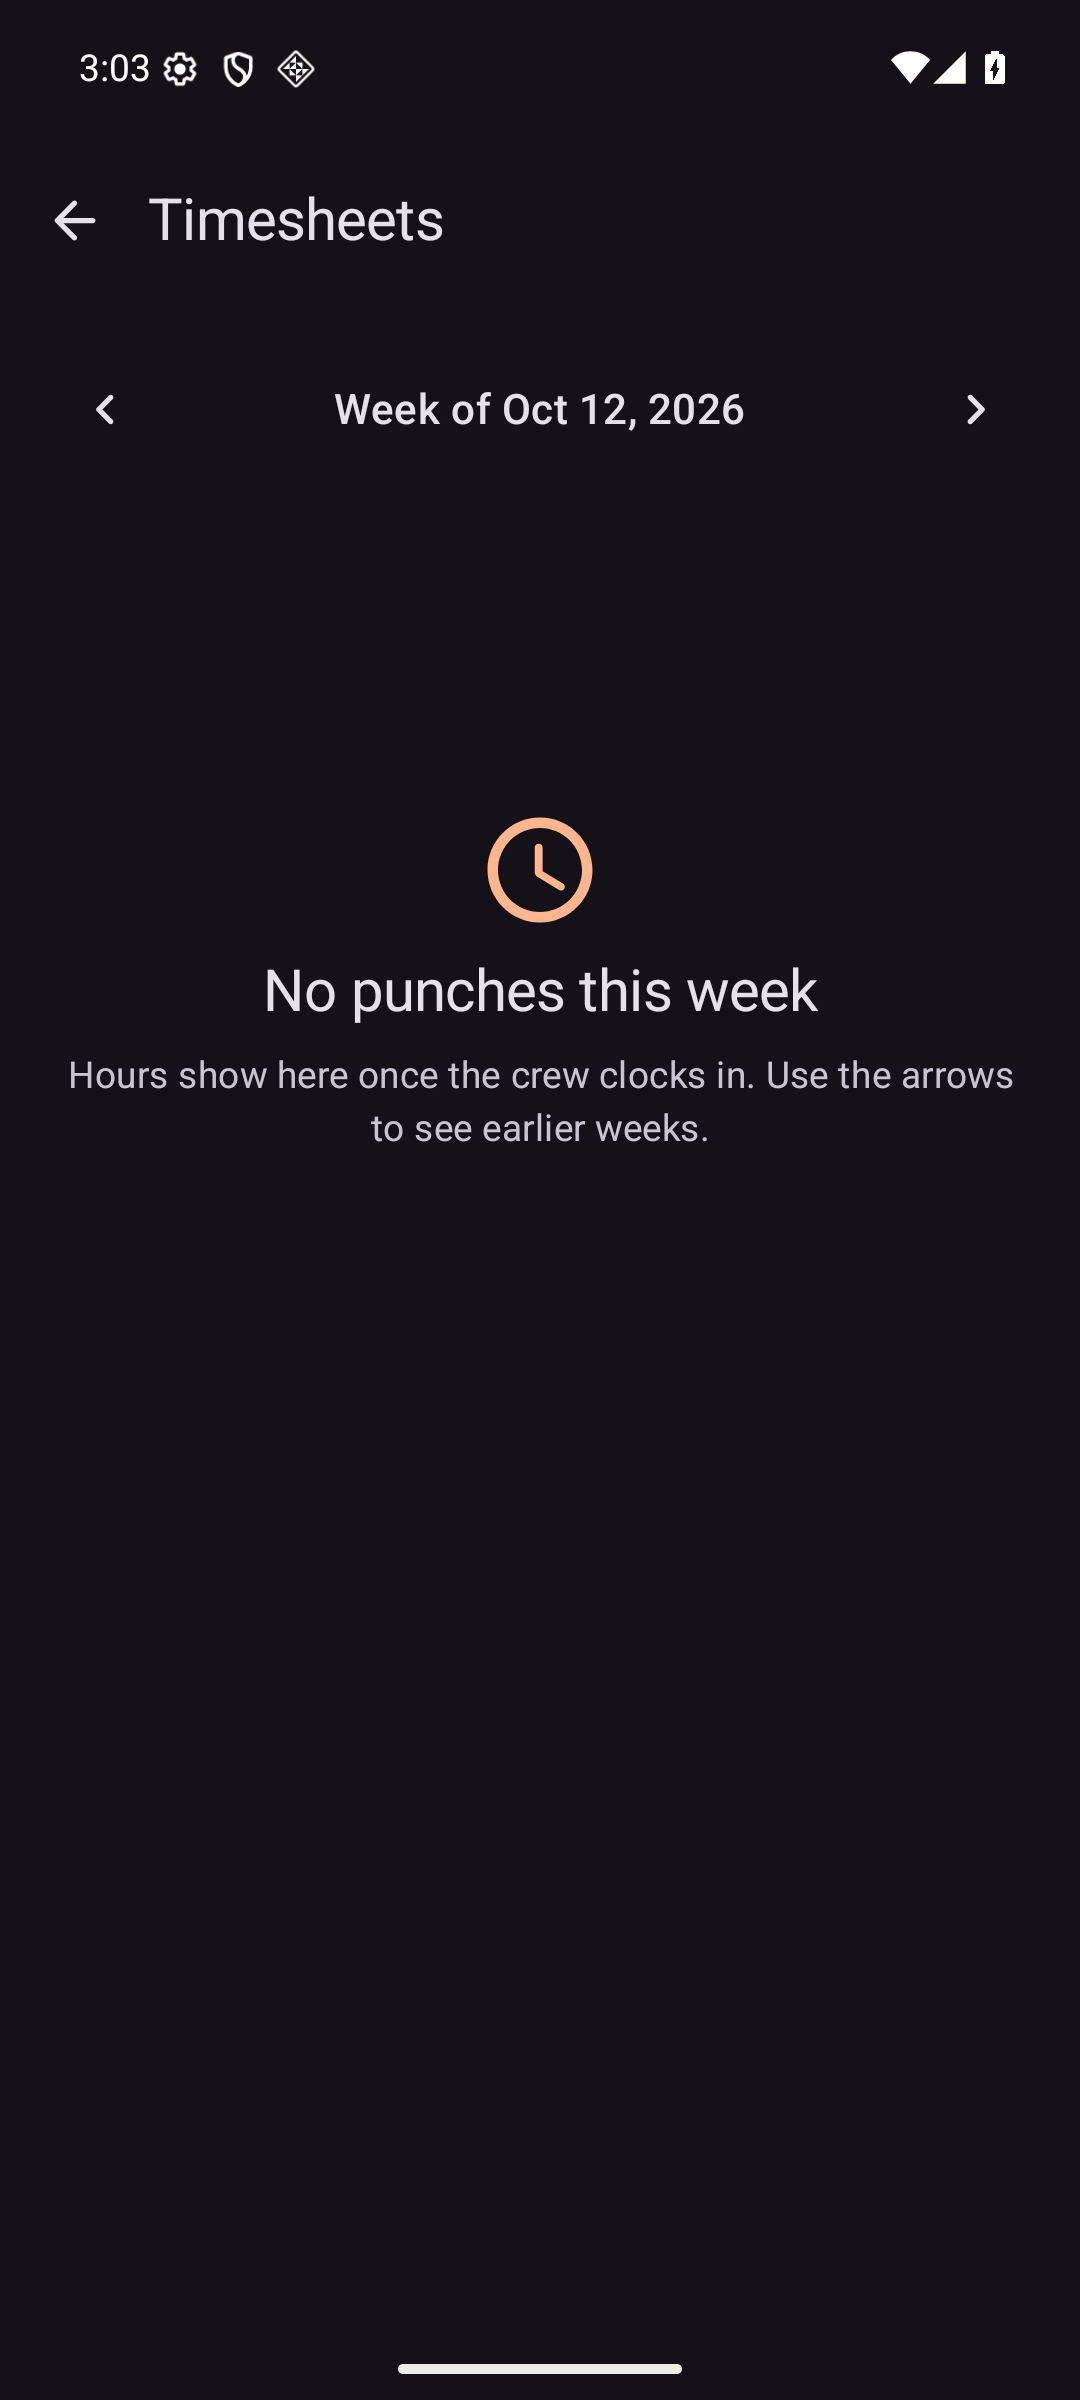 3:03
Timesheets
Week of Oct 12, 2026
No punches this week
Hours show here once the crew clocks in. Use the arrows
to see earlier weeks.